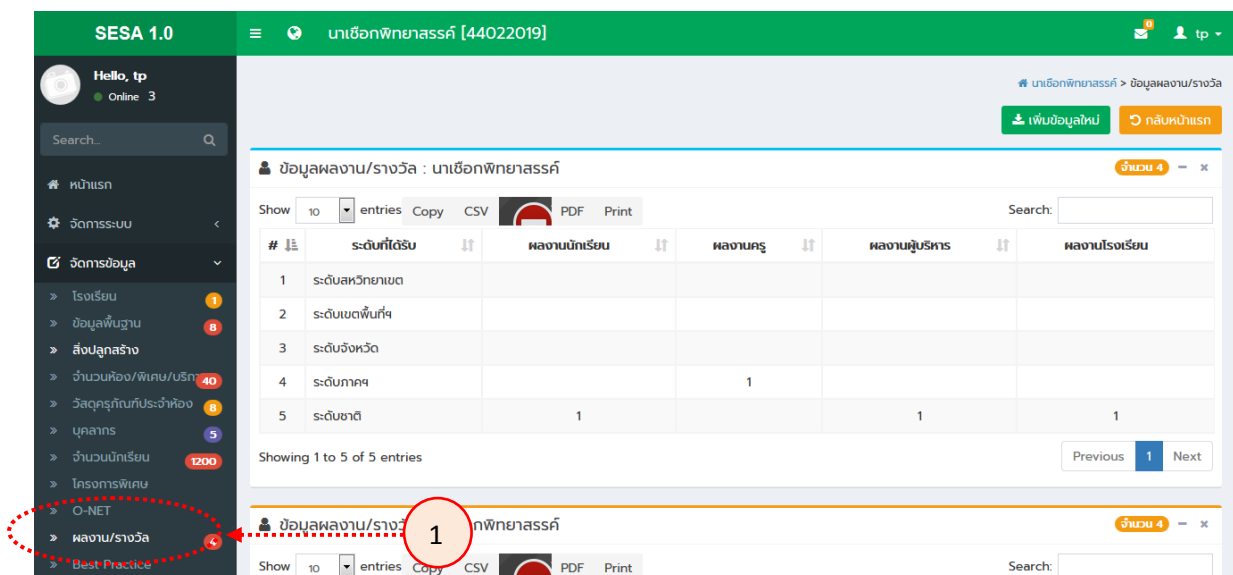 SESA 1.0
นาเชือกพิทยาสรรค์ [44022019]
0
tp
Hello, tp
Online 3
Search...
หน้าแรก
จัดการระบบ
จัดการข้อมูล
โรงเรียน 1
ข้อมูลพื้นฐาน 8
สิ่งปลูกสร้าง
จำนวนห้อง/พิเศษ/บริ 40
วัสดุครุภัณฑ์ประจำห้อง 8
บุคลากร 5
จำนวนนักเรียน 1200
โครงการพิเศษ
O-NET
ผลงาน/รางวัล 4
Best Practice
นาเชือกพิทยาสรรค์ > ข้อมูลผลงาน/รางวัล
เพิ่มข้อมูลใหม่ กลับหน้าแรก
ข้อมูลผลงาน/รางวัล : นาเชือกพิทยาสรรค์ จำนวน 4
Show 10 entries Copy CSV PDF Print Search:
# ระดับที่ได้รับ ผลงานนักเรียน ผลงานครู ผลงานผู้บริหาร ผลงานโรงเรียน
1 ระดับสหวิทยาเขต
2 ระดับเขตพื้นที่ฯ
3 ระดับจังหวัด
4 ระดับภาคฯ 1
5 ระดับชาติ 1 1 1
Showing 1 to 5 of 5 entries Previous 1 Next
ข้อมูลผลงาน/ราง 1 กพิทยาสรรค์ จำนวน 4
Show 10 entries Copy CSV PDF Print Search: